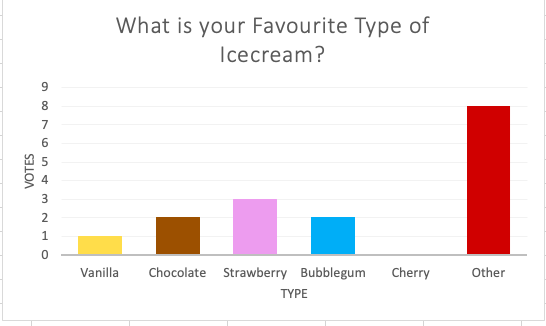 What is your Favourite Type of
Icecream?
9
8
7
6
5
4
3
2
1
0
VOTES
Vanilla Chocolate Strawberry Bubblegum Cherry Other
TYPE